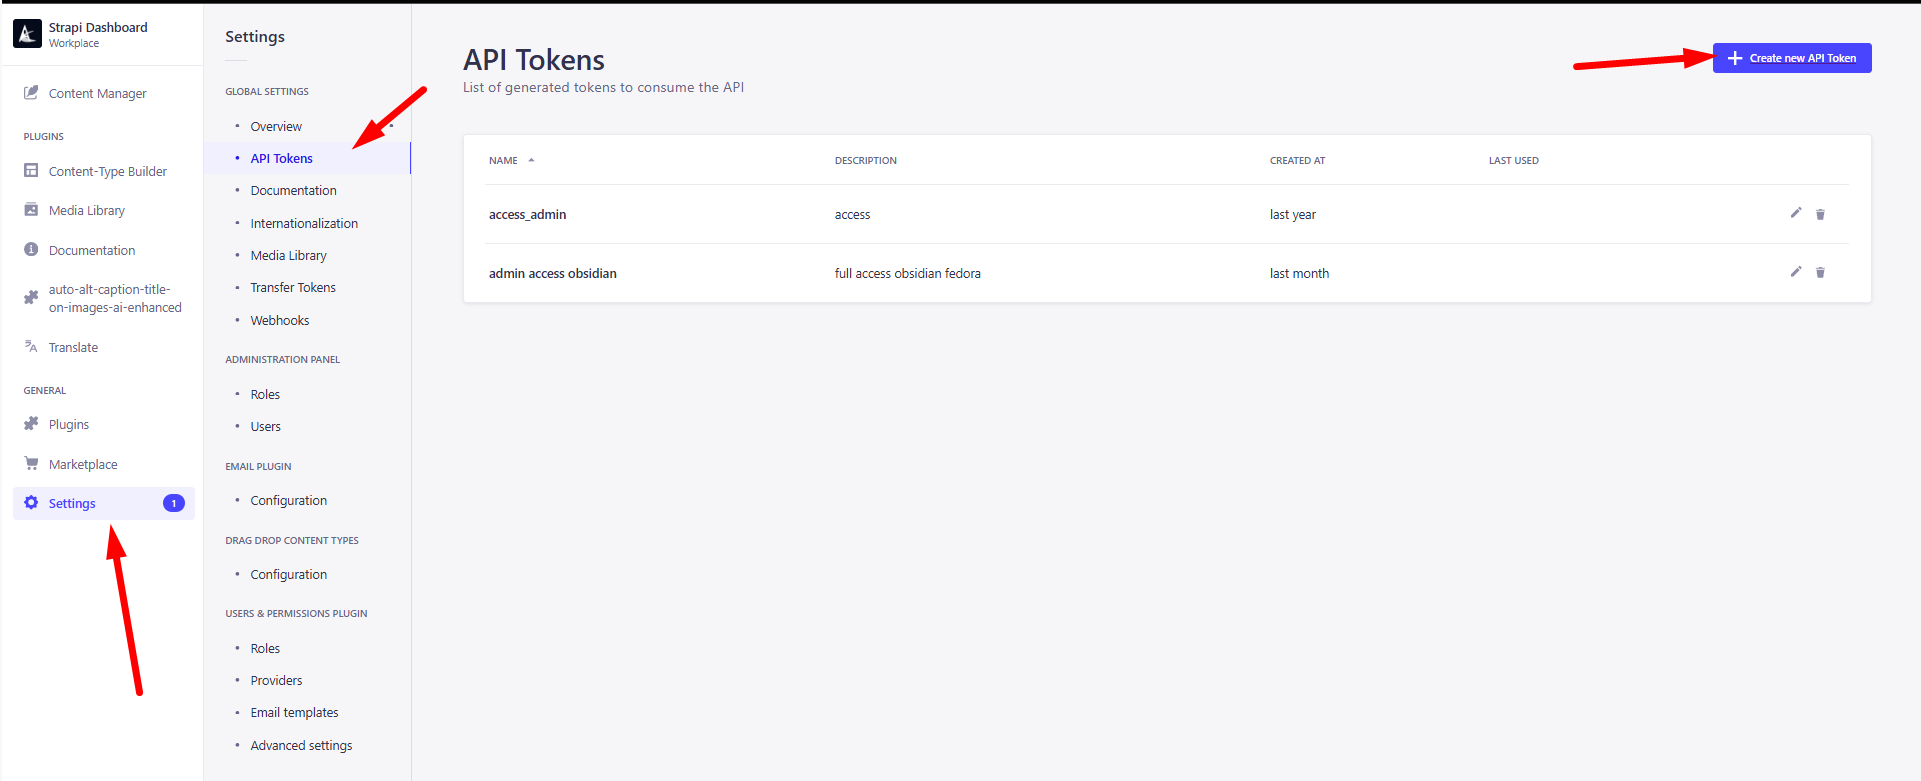 Strapi Dashboard
Workplace
Content Manager
PLUGINS
Content-Type Builder
Media Library
Documentation
auto-alt-caption-title-
on-images-ai-enhanced
Translate
GENERAL
Plugins
Marketplace
Settings 1
Settings
GLOBAL SETTINGS
Overview
API Tokens
Documentation
Internationalization
Media Library
Transfer Tokens
Webhooks
ADMINISTRATION PANEL
Roles
Users
EMAIL PLUGIN
Configuration
DRAG DROP CONTENT TYPES
Configuration
USERS & PERMISSIONS PLUGIN
Roles
Providers
Email templates
Advanced settings
API Tokens
List of generated tokens to consume the API
Create new API Token
NAME DESCRIPTION CREATED AT LAST USED
access_admin access last year
admin access obsidian full access obsidian fedora last month